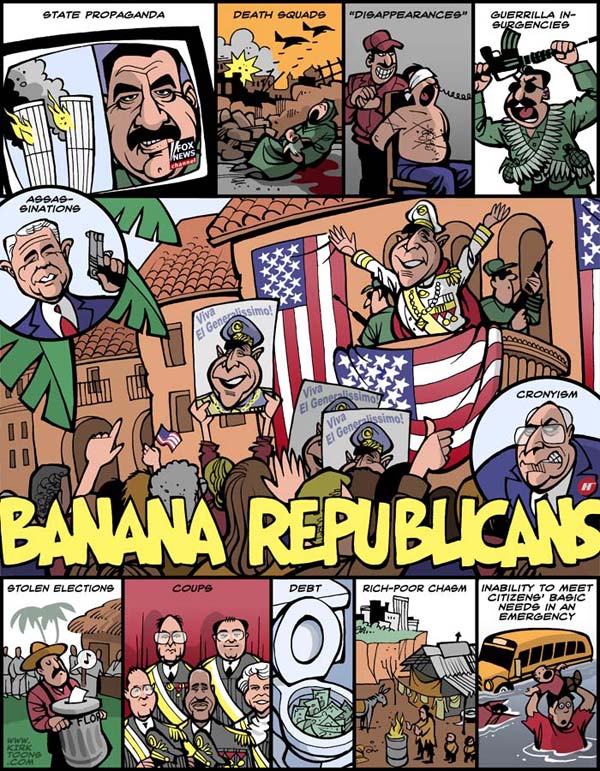 STATE PROPAGANDA
DEATH SQUADS
"DISAPPEARANCES"
GUERRILLA IN-
SURGENCIES
FOX
NEWS
channel
ASSAS-
SINATIONS
Viva
El Generalissimo!
Viva
El Generalissimo!
Viva
El Generalissimo!
CRONYISM
H
BANANA REPUBLICANS
STOLEN ELECTIONS
COUPS
DEBT
RICH-POOR CHASM
INABILITY TO MEET
CITIZENS' BASIC
NEEDS IN AN
EMERGENCY
FLOR
WWW.
KIRK
TOONS
.COM